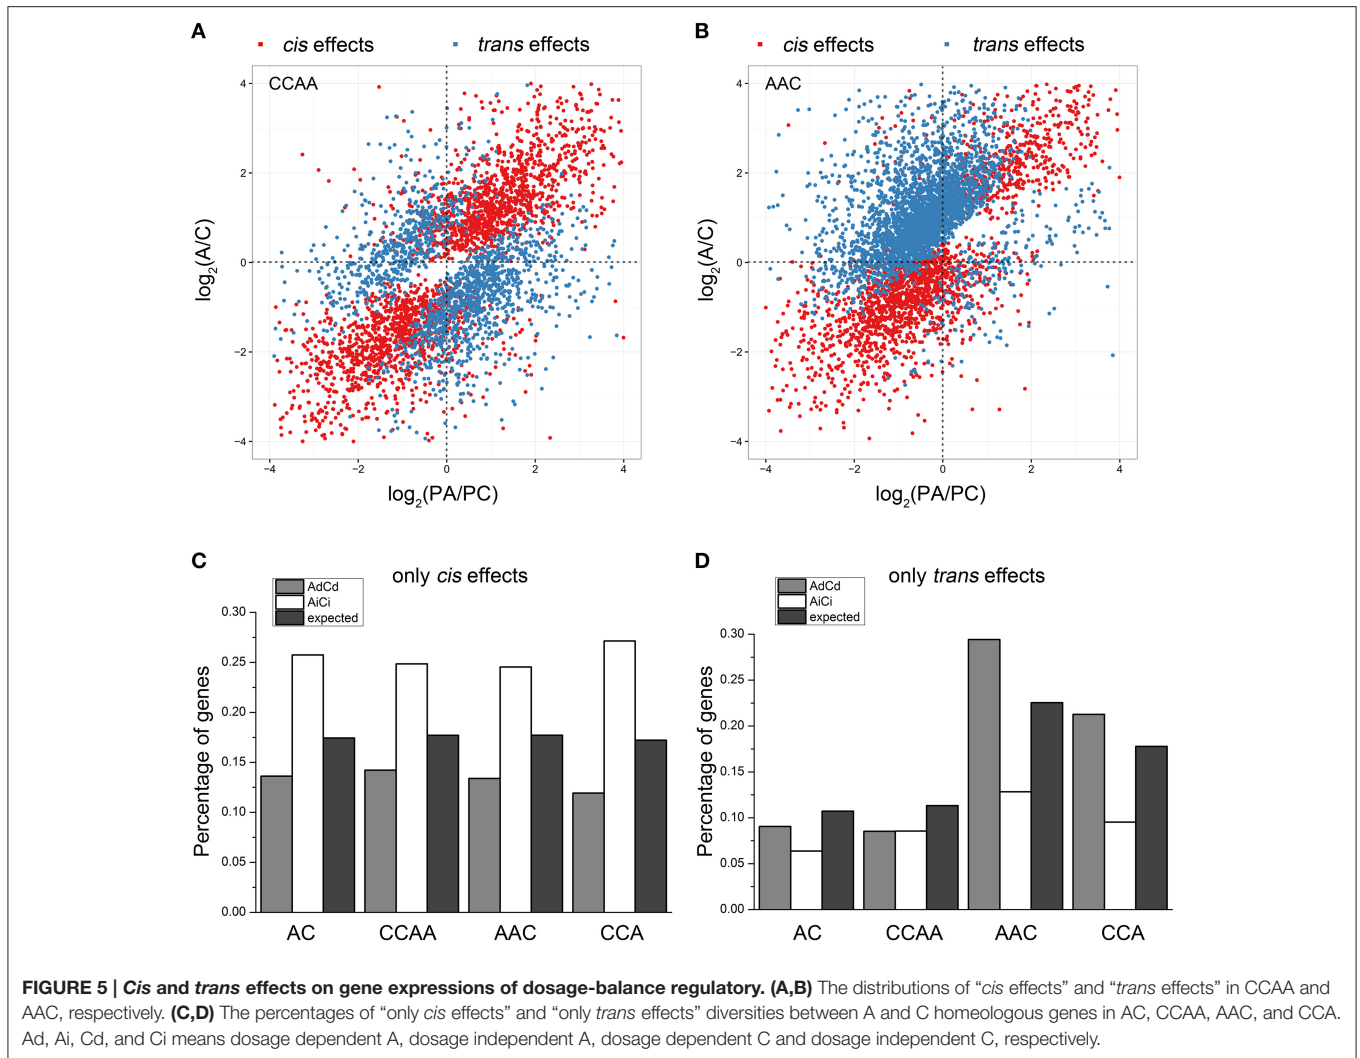 A
cis effects
trans effects
CCAA
4
2
0
−2
−4
log2(A/C)
−4
−2
0
2
4
log2(PA/PC)
B
cis effects
trans effects
AAC
4
2
0
−2
−4
log2(A/C)
−4
−2
0
2
4
log2(PA/PC)
C
only cis effects
AdCd
AiCi
expected
0.30
0.25
0.20
0.15
0.10
0.05
0.00
Percentage of genes
AC
CCAA
AAC
CCA
D
only trans effects
AdCd
AiCi
expected
0.30
0.25
0.20
0.15
0.10
0.05
0.00
Percentage of genes
AC
CCAA
AAC
CCA
FIGURE 5 | Cis and trans effects on gene expressions of dosage-balance regulatory. (A,B) The distributions of “cis effects” and “trans effects” in CCAA and
AAC, respectively. (C,D) The percentages of “only cis effects” and “only trans effects” diversities between A and C homeologous genes in AC, CCAA, AAC, and CCA.
Ad, Ai, Cd, and Ci means dosage dependent A, dosage independent A, dosage dependent C and dosage independent C, respectively.